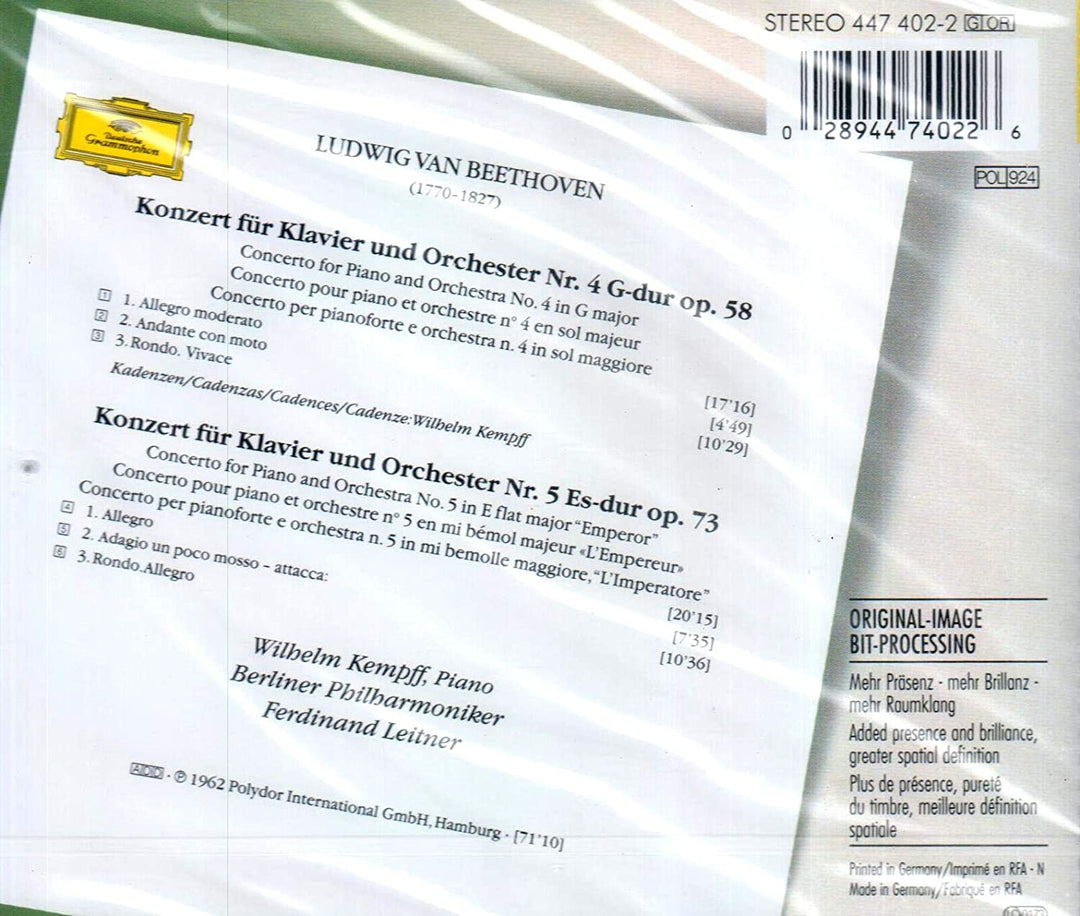 STEREO 447 402-2 GI OR
0 28944 74022 6
POL 924
Deutsche
Grammophon
LUDWIG VAN BEETHOVEN
(1770-1827)
Konzert für Klavier und Orchester Nr. 4 G-dur op. 58
Concerto for Piano and Orchestra No. 4 in G major
Concerto pour piano et orchestre n° 4 en sol majeur
Concerto per pianoforte e orchestra n. 4 in sol maggiore
1 1. Allegro moderato [17'16]
2 2. Andante con moto [4'49]
3 3. Rondo. Vivace [10'29]
Kadenzen/Cadenzas/Cadences/Cadenze: Wilhelm Kempff
Konzert für Klavier und Orchester Nr. 5 Es-dur op. 73
Concerto for Piano and Orchestra No. 5 in E flat major "Emperor"
Concerto pour piano et orchestre n° 5 en mi bémol majeur «L'Empereur»
Concerto per pianoforte e orchestra n. 5 in mi bemolle maggiore, "L'Imperatore"
4 1. Allegro [20'15]
5 2. Adagio un poco mosso – attacca: [7'35]
6 3. Rondo. Allegro [10'36]
Wilhelm Kempff, Piano
Berliner Philharmoniker
Ferdinand Leitner
ADD · ℗ 1962 Polydor International GmbH, Hamburg · [71'10]
ORIGINAL-IMAGE
BIT-PROCESSING
Mehr Präsenz - mehr Brillanz -
mehr Raumklang
Added presence and brilliance,
greater spatial definition
Plus de présence, pureté
du timbre, meilleure définition
spatiale
Printed in Germany/Imprimé en RFA - N
Made in Germany/Fabriqué en RFA